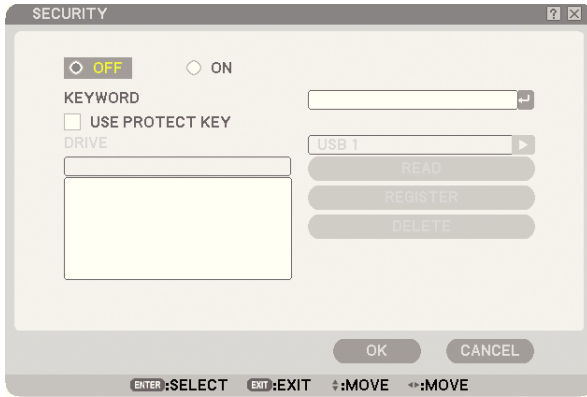 SECURITY
OFF ON
KEYWORD
USE PROTECT KEY
DRIVE USB 1
READ
REGISTER
DELETE
OK CANCEL
ENTER:SELECT EXIT:EXIT :MOVE :MOVE